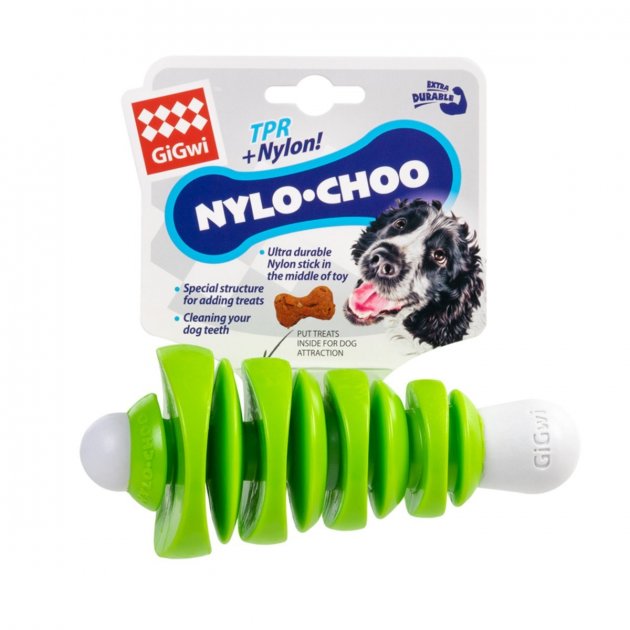 EXTRA
DURABLE
GiGwi
TPR
+Nylon!
NYLO•CHOO
• Ultra durable
Nylon stick in
the middle of toy
• Special structure
for adding treats
• Cleaning your
dog teeth
PUT TREATS
INSIDE FOR DOG
ATTRACTION
NYLO•CHOO
GiGwi